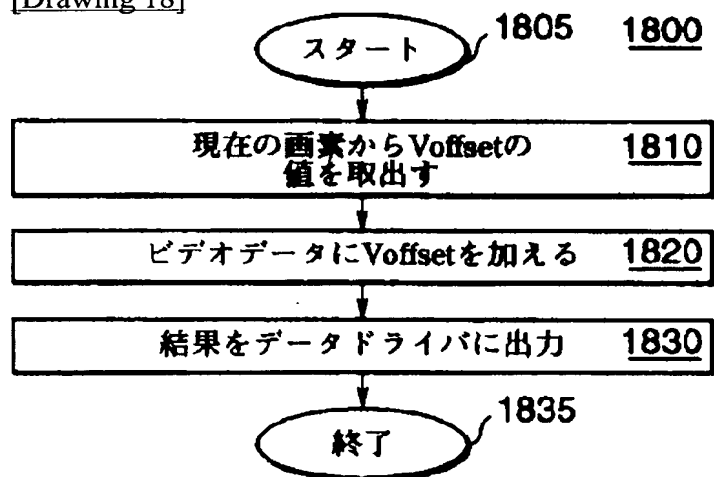 [Drawing 18]
スタート 1805 1800
現在の画素からVoffsetの 1810
値を取出す
ビデオデータにVoffsetを加える 1820
結果をデータドライバに出力 1830
終了 1835